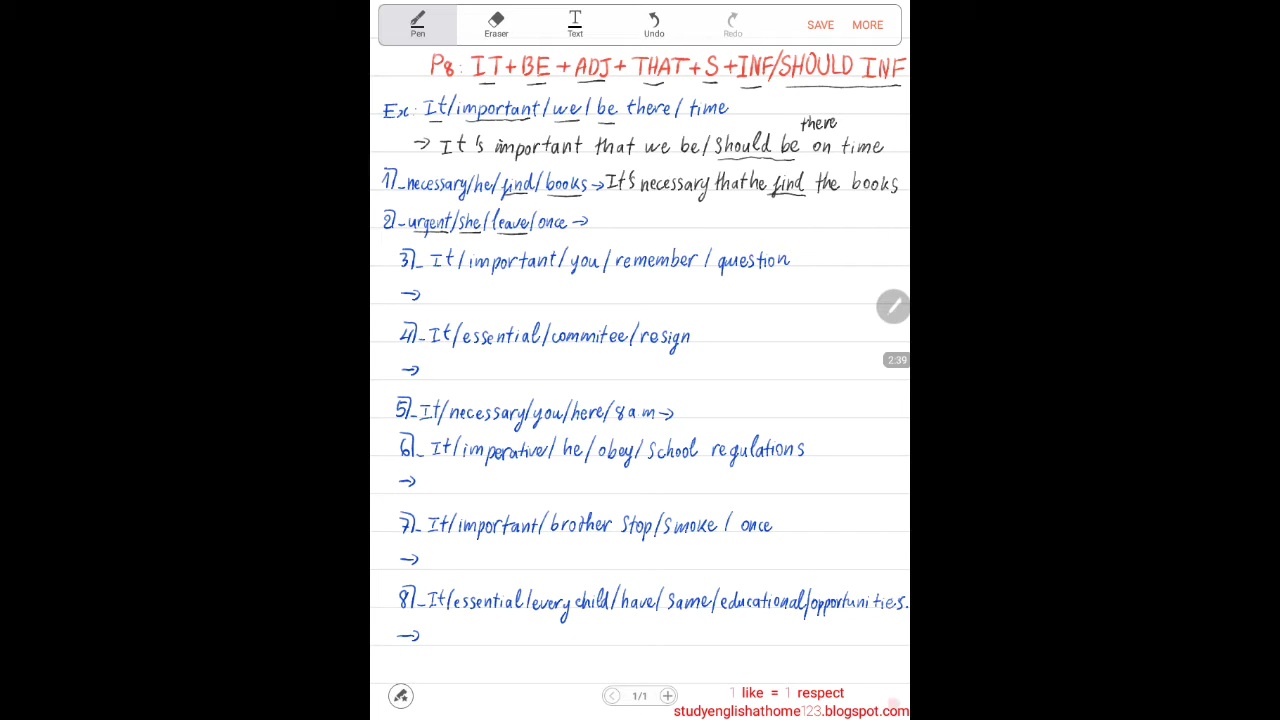 Pen Eraser Text Undo Redo SAVE MORE
P8: IT+BE+ADJ+THAT+S+INF/SHOULD INF
Ex: It/important/we/be there/time
there
→ It's important that we be/should be on time
1)_necessary/he/find/books→It's necessary that he find the books
2)_urgent/she/leave/once→
3)_It/important/you/remember/question
→
4)_It/essential/commitee/resign
→
2:39
5)_It/necessary/you/here/8 a.m→
6)_It/imperative/he/obey/school regulations
→
7)_It/important/brother stop/smoke/once
→
8)_It/essential/every child/have/same/educational/opportunities.
→
1/1
1 like = 1 respect
studyenglishathome123.blogspot.com